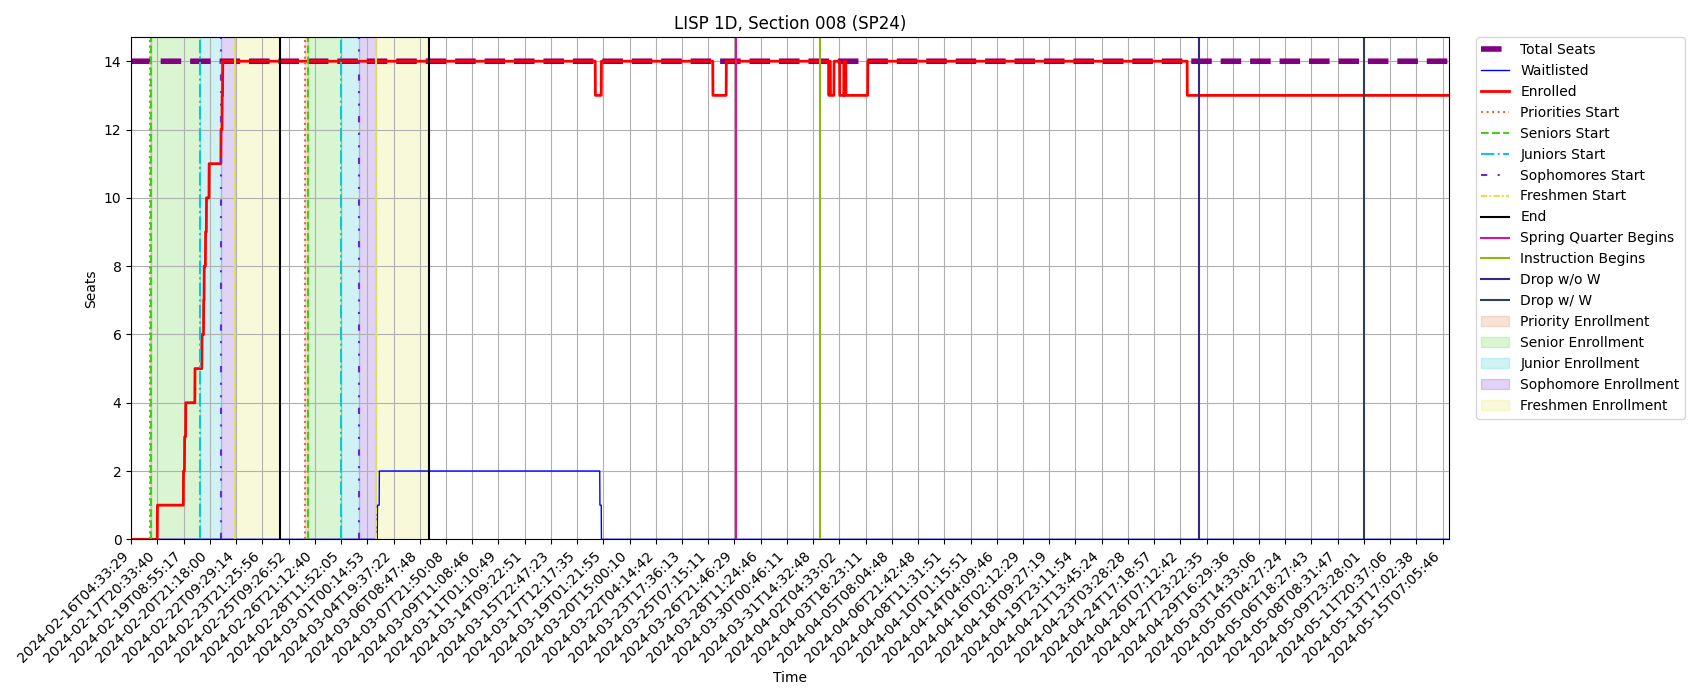 LISP 1D, Section 008 (SP24)
Seats
14
12
10
8
6
4
2
0
2024-02-16T04:33:29
2024-02-17T20:33:40
2024-02-19T08:55:17
2024-02-20T21:18:00
2024-02-22T09:29:14
2024-02-23T21:25:56
2024-02-25T09:26:52
2024-02-26T21:12:40
2024-02-28T11:52:05
2024-03-01T00:14:53
2024-03-04T19:37:22
2024-03-06T08:47:48
2024-03-07T21:50:08
2024-03-09T11:08:46
2024-03-11T01:10:49
2024-03-14T09:22:51
2024-03-15T22:47:23
2024-03-17T12:17:35
2024-03-19T01:21:55
2024-03-20T15:00:10
2024-03-22T04:14:42
2024-03-23T17:36:13
2024-03-25T07:15:11
2024-03-26T21:46:29
2024-03-28T11:24:46
2024-03-30T00:46:11
2024-03-31T14:32:48
2024-04-02T04:33:02
2024-04-03T18:23:11
2024-04-05T08:04:48
2024-04-06T21:42:48
2024-04-08T11:31:51
2024-04-10T01:15:51
2024-04-14T04:09:46
2024-04-16T02:12:29
2024-04-18T09:27:19
2024-04-19T23:11:54
2024-04-21T13:45:24
2024-04-23T03:28:28
2024-04-24T17:18:57
2024-04-26T07:12:42
2024-04-27T23:22:35
2024-04-29T16:29:36
2024-05-03T14:33:06
2024-05-05T04:27:24
2024-05-06T18:27:43
2024-05-08T08:31:47
2024-05-09T23:28:01
2024-05-11T20:37:06
2024-05-13T17:02:38
2024-05-15T07:05:46
Time
Total Seats
Waitlisted
Enrolled
Priorities Start
Seniors Start
Juniors Start
Sophomores Start
Freshmen Start
End
Spring Quarter Begins
Instruction Begins
Drop w/o W
Drop w/ W
Priority Enrollment
Senior Enrollment
Junior Enrollment
Sophomore Enrollment
Freshmen Enrollment